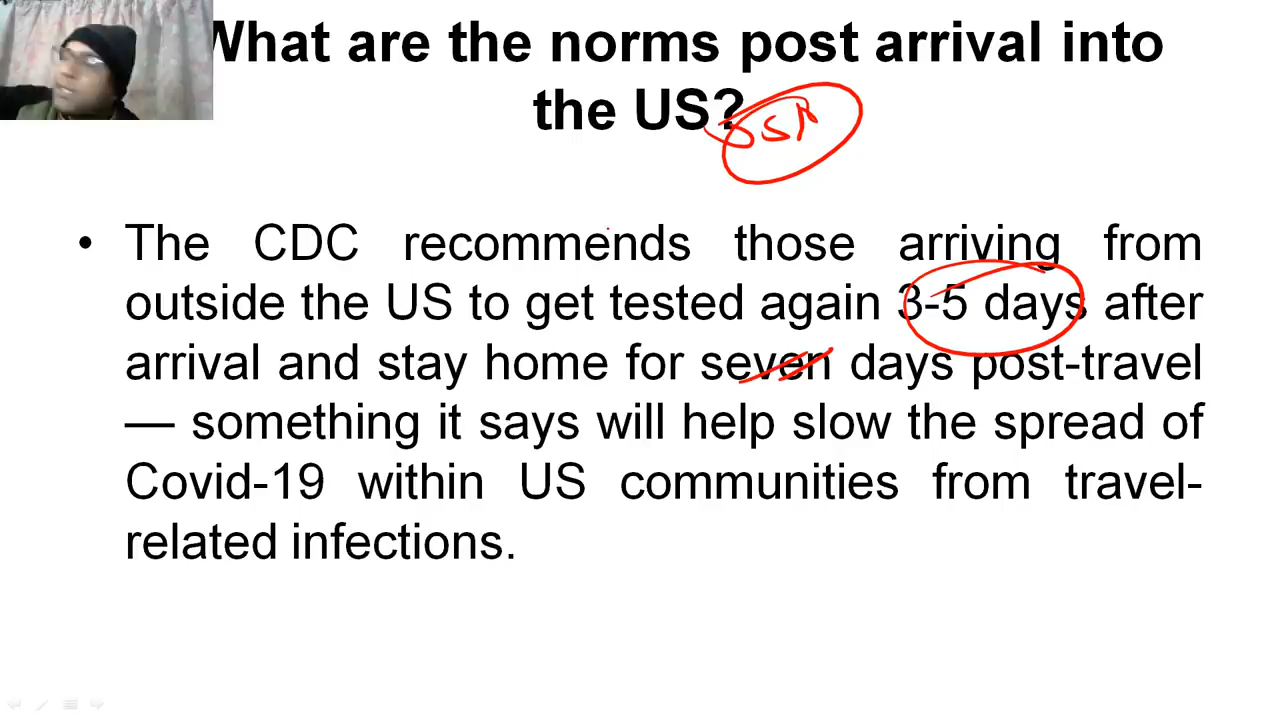 What are the norms post arrival into
the US?
• The CDC recommends those arriving from
outside the US to get tested again 3-5 days after
arrival and stay home for seven days post-travel
— something it says will help slow the spread of
Covid-19 within US communities from travel-
related infections.